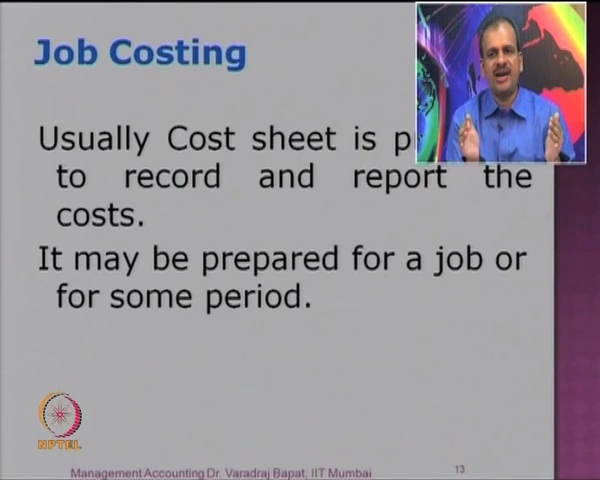 Job Costing
Usually Cost sheet is
to record and report the
costs.
It may be prepared for a job or
for some period.
NPTEL
Management Accounting Dr. Varadraj Bapat, IIT Mumbai
13